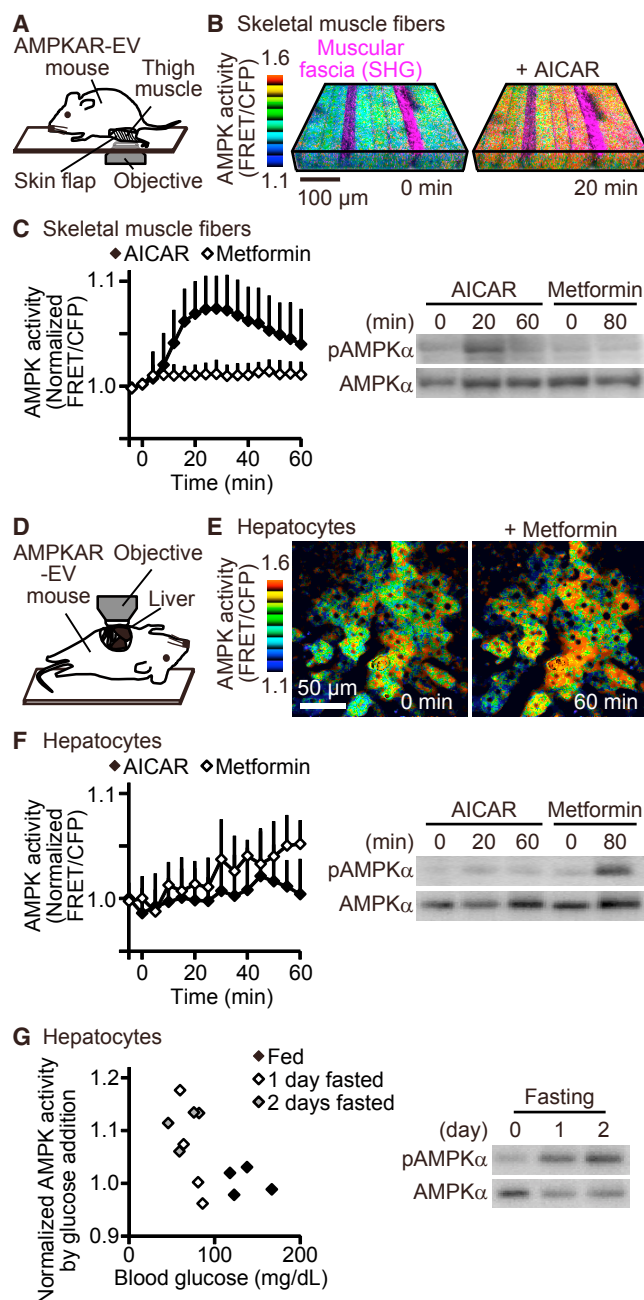 A
AMPKAR-EV
mouse
Thigh
muscle
Skin flap
Objective
B Skeletal muscle fibers
AMPK activity
(FRET/CFP)
1.6
1.1
Muscular
fascia (SHG)
+ AICAR
100 µm
0 min
20 min
C Skeletal muscle fibers
AICAR
Metformin
AMPK activity
(Normalized
FRET/CFP)
1.1
1.0
0 20 40 60
Time (min)
AICAR Metformin
(min) 0 20 60 0 80
pAMPKα
AMPKα
D
AMPKAR
-EV
mouse
Objective
Liver
E Hepatocytes
+ Metformin
AMPK activity
(FRET/CFP)
1.6
1.1
50 µm
0 min
60 min
F Hepatocytes
AICAR
Metformin
AMPK activity
(Normalized
FRET/CFP)
1.1
1.0
0 20 40 60
Time (min)
AICAR Metformin
(min) 0 20 60 0 80
pAMPKα
AMPKα
G Hepatocytes
Fed
1 day fasted
2 days fasted
Normalized AMPK activity
by glucose addition
1.2
1.1
1.0
0.9
0 100 200
Blood glucose (mg/dL)
Fasting
(day) 0 1 2
pAMPKα
AMPKα